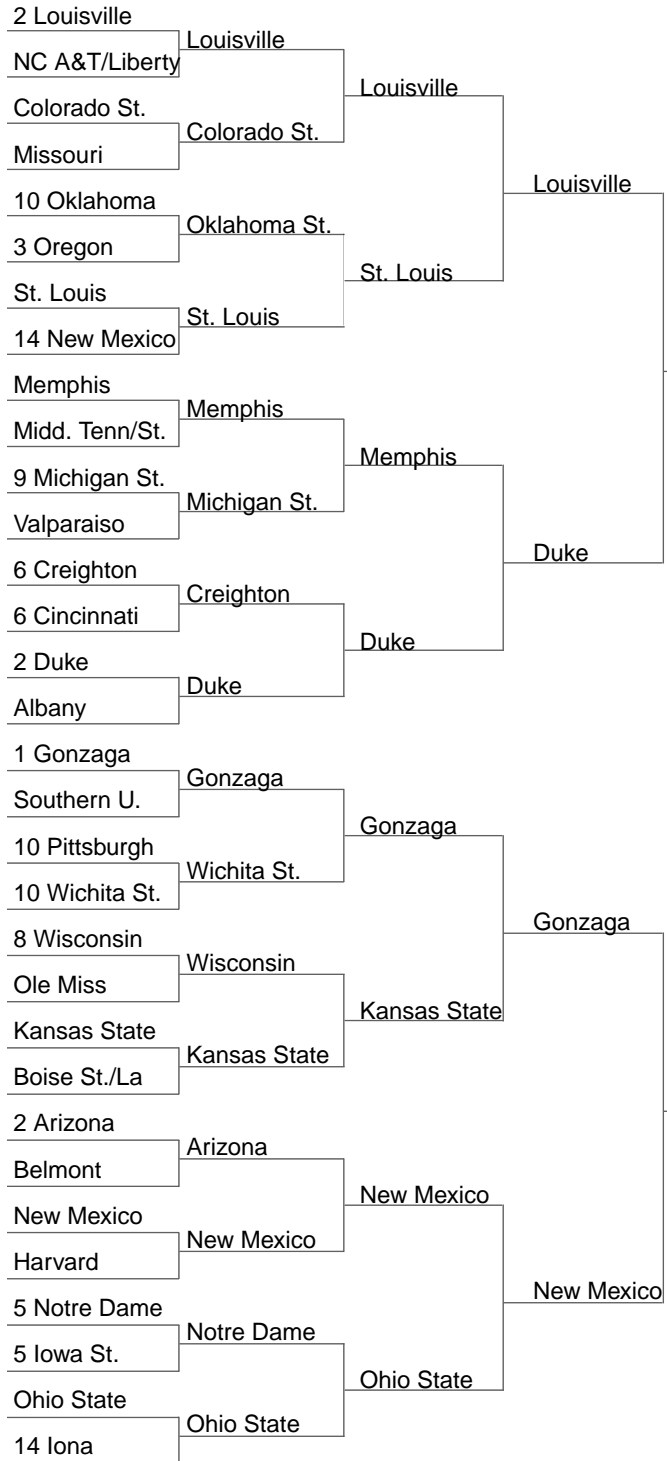 2 Louisville
NC A&T/Liberty
Colorado St.
Missouri
10 Oklahoma
3 Oregon
St. Louis
14 New Mexico
Memphis
Midd. Tenn/St.
9 Michigan St.
Valparaiso
6 Creighton
6 Cincinnati
2 Duke
Albany
1 Gonzaga
Southern U.
10 Pittsburgh
10 Wichita St.
8 Wisconsin
Ole Miss
Kansas State
Boise St./La
2 Arizona
Belmont
New Mexico
Harvard
5 Notre Dame
5 Iowa St.
Ohio State
14 Iona
Louisville
Colorado St.
Oklahoma St.
St. Louis
Memphis
Michigan St.
Creighton
Duke
Gonzaga
Wichita St.
Wisconsin
Kansas State
Arizona
New Mexico
Notre Dame
Ohio State
Louisville
St. Louis
Memphis
Duke
Gonzaga
Kansas State
New Mexico
Ohio State
Louisville
Duke
Gonzaga
New Mexico